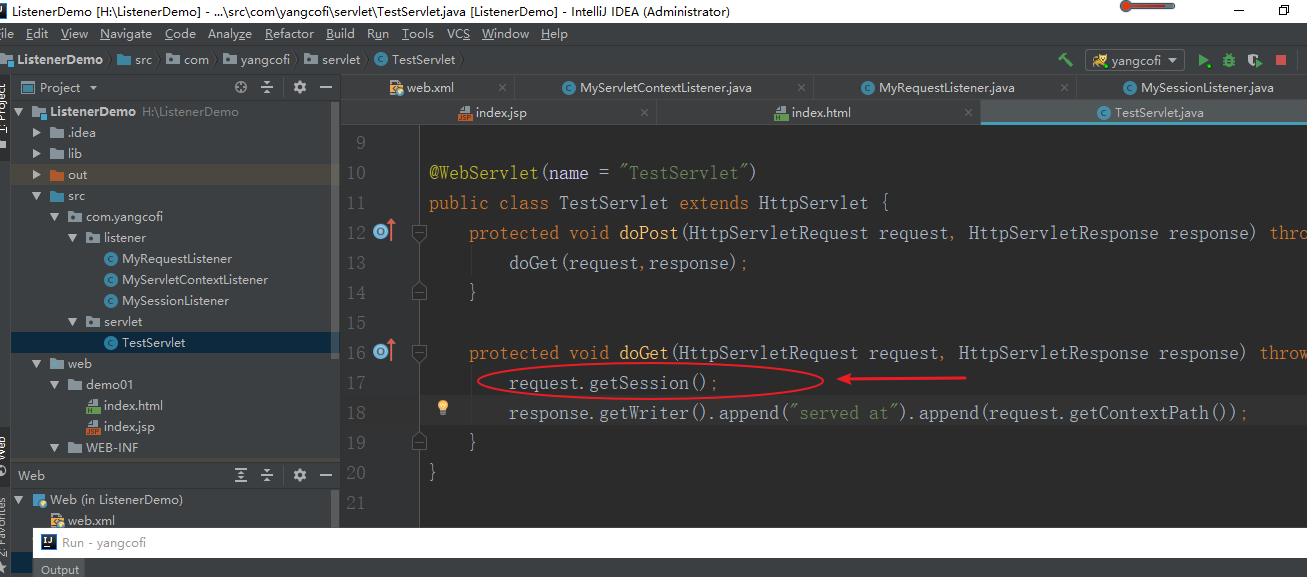 ListenerDemo [H:\ListenerDemo] - ...\src\com\yangcofi\servlet\TestServlet.java [ListenerDemo] - IntelliJ IDEA (Administrator)
ile Edit View Navigate Code Analyze Refactor Build Run Tools VCS Window Help
ListenerDemo src com yangcofi servlet TestServlet
yangcofi
Project
1: Project
web.xml MyServletContextListener.java MyRequestListener.java MySessionListener.java
index.jsp index.html TestServlet.java
ListenerDemo H:\ListenerDemo
.idea
lib
out
src
com.yangcofi
listener
MyRequestListener
MyServletContextListener
MySessionListener
servlet
TestServlet
web
demo01
index.html
index.jsp
WEB-INF
9
10 @WebServlet(name = "TestServlet")
11 public class TestServlet extends HttpServlet {
12 protected void doPost(HttpServletRequest request, HttpServletResponse response) thro
13 doGet(request,response);
14 }
15
16 protected void doGet(HttpServletRequest request, HttpServletResponse response) throw
17 request.getSession();
18 response.getWriter().append("served at").append(request.getContextPath());
19 }
20 }
21
Web
Web
Web (in ListenerDemo)
web.xml
2: Favorites
Run - yangcofi
Output